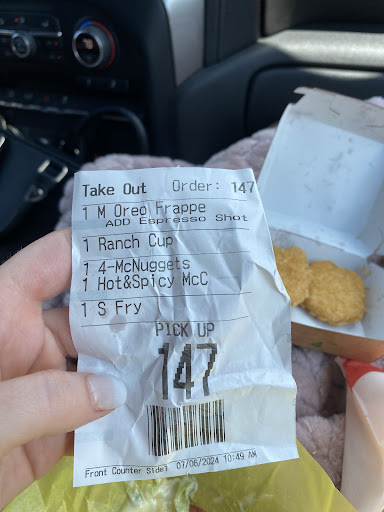 Take Out Order: 147
1 M Oreo Frappe
ADD Espresso Shot
1 Ranch Cup
1 4-McNuggets
1 Hot&Spicy McC
1 S Fry
PICK UP
147
Front Counter Side1 07/06/2024 10:49 AM